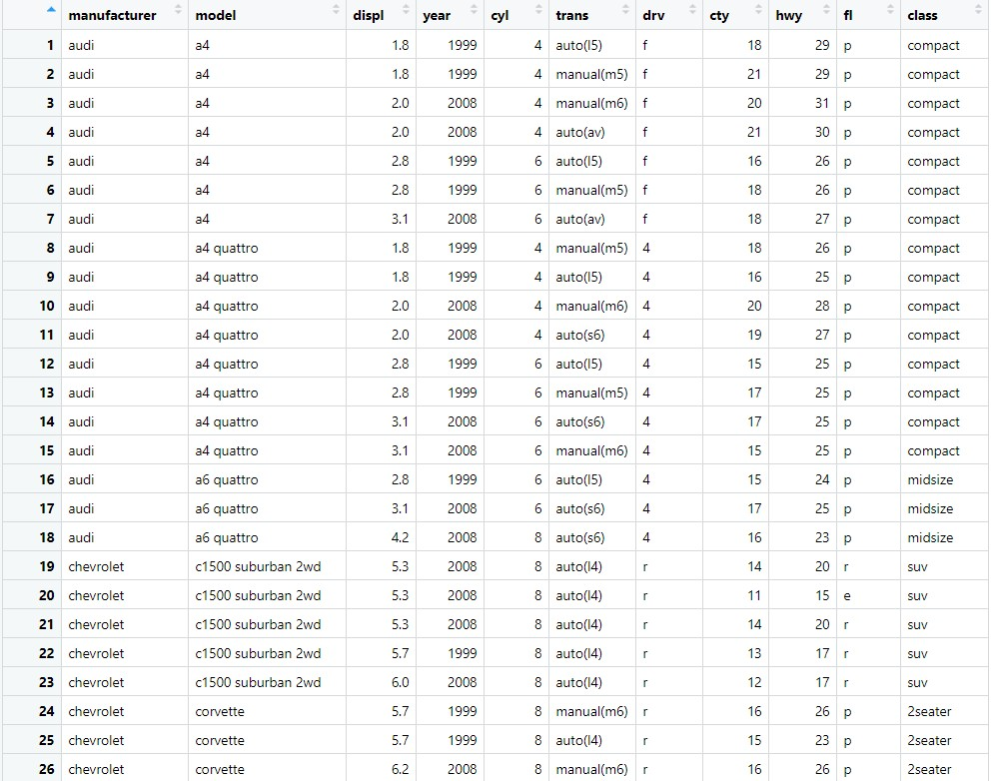 manufacturer model displ year cyl trans drv cty hwy fl class
1 audi a4 1.8 1999 4 auto(l5) f 18 29 p compact
2 audi a4 1.8 1999 4 manual(m5) f 21 29 p compact
3 audi a4 2.0 2008 4 manual(m6) f 20 31 p compact
4 audi a4 2.0 2008 4 auto(av) f 21 30 p compact
5 audi a4 2.8 1999 6 auto(l5) f 16 26 p compact
6 audi a4 2.8 1999 6 manual(m5) f 18 26 p compact
7 audi a4 3.1 2008 6 auto(av) f 18 27 p compact
8 audi a4 quattro 1.8 1999 4 manual(m5) 4 18 26 p compact
9 audi a4 quattro 1.8 1999 4 auto(l5) 4 16 25 p compact
10 audi a4 quattro 2.0 2008 4 manual(m6) 4 20 28 p compact
11 audi a4 quattro 2.0 2008 4 auto(s6) 4 19 27 p compact
12 audi a4 quattro 2.8 1999 6 auto(l5) 4 15 25 p compact
13 audi a4 quattro 2.8 1999 6 manual(m5) 4 17 25 p compact
14 audi a4 quattro 3.1 2008 6 auto(s6) 4 17 25 p compact
15 audi a4 quattro 3.1 2008 6 manual(m6) 4 15 25 p compact
16 audi a6 quattro 2.8 1999 6 auto(l5) 4 15 24 p midsize
17 audi a6 quattro 3.1 2008 6 auto(s6) 4 17 25 p midsize
18 audi a6 quattro 4.2 2008 8 auto(s6) 4 16 23 p midsize
19 chevrolet c1500 suburban 2wd 5.3 2008 8 auto(l4) r 14 20 r suv
20 chevrolet c1500 suburban 2wd 5.3 2008 8 auto(l4) r 11 15 e suv
21 chevrolet c1500 suburban 2wd 5.3 2008 8 auto(l4) r 14 20 r suv
22 chevrolet c1500 suburban 2wd 5.7 1999 8 auto(l4) r 13 17 r suv
23 chevrolet c1500 suburban 2wd 6.0 2008 8 auto(l4) r 12 17 r suv
24 chevrolet corvette 5.7 1999 8 manual(m6) r 16 26 p 2seater
25 chevrolet corvette 5.7 1999 8 auto(l4) r 15 23 p 2seater
26 chevrolet corvette 6.2 2008 8 manual(m6) r 16 26 p 2seater